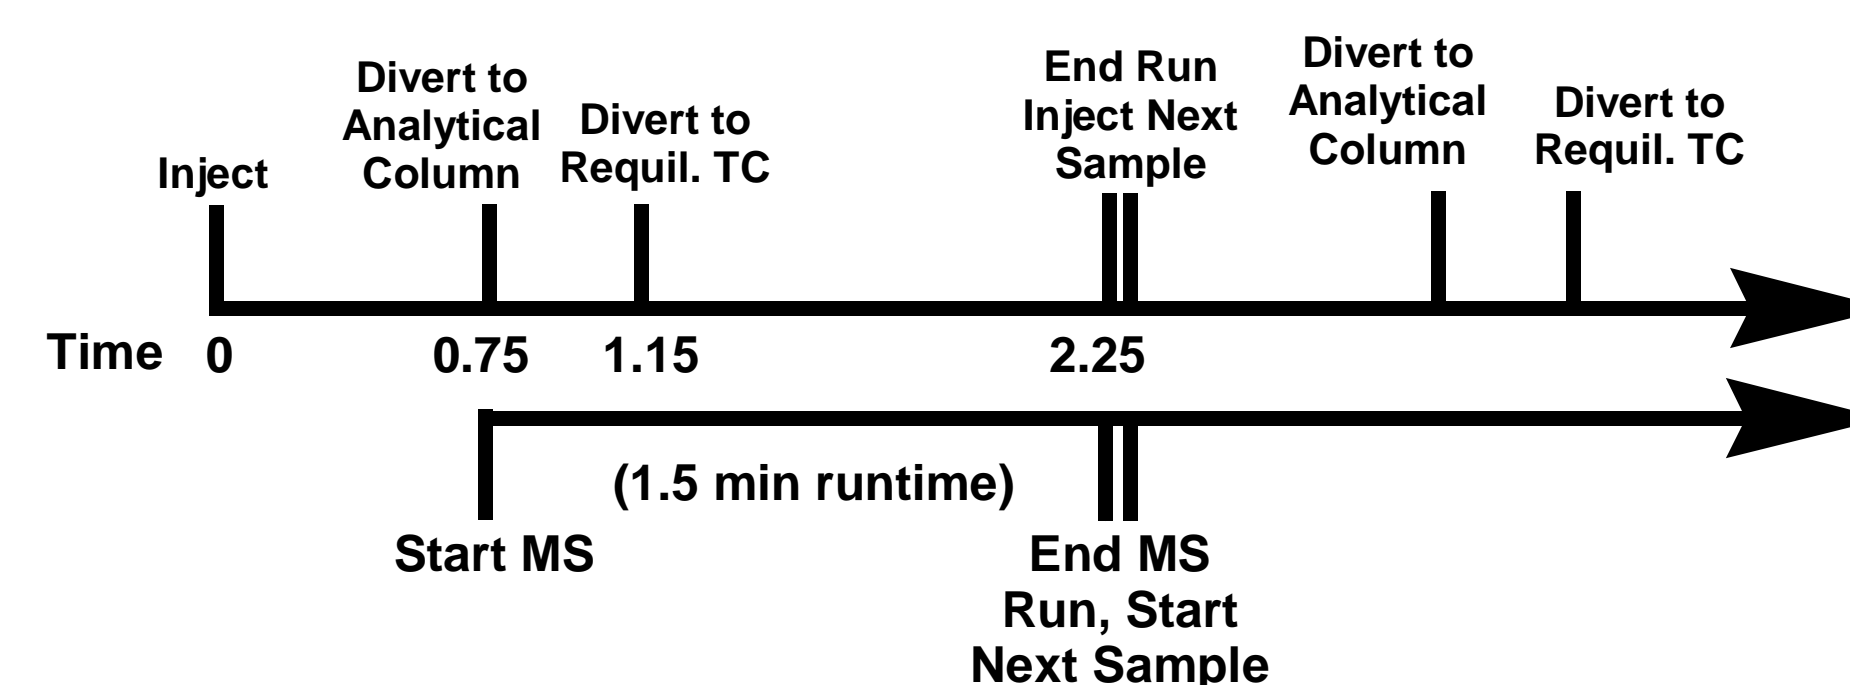 Inject
Divert to
Analytical
Column
Divert to
Requil. TC
End Run
Inject Next
Sample
Divert to
Analytical
Column
Divert to
Requil. TC
Time 0 0.75 1.15 2.25
(1.5 min runtime)
Start MS
End MS
Run, Start
Next Sample